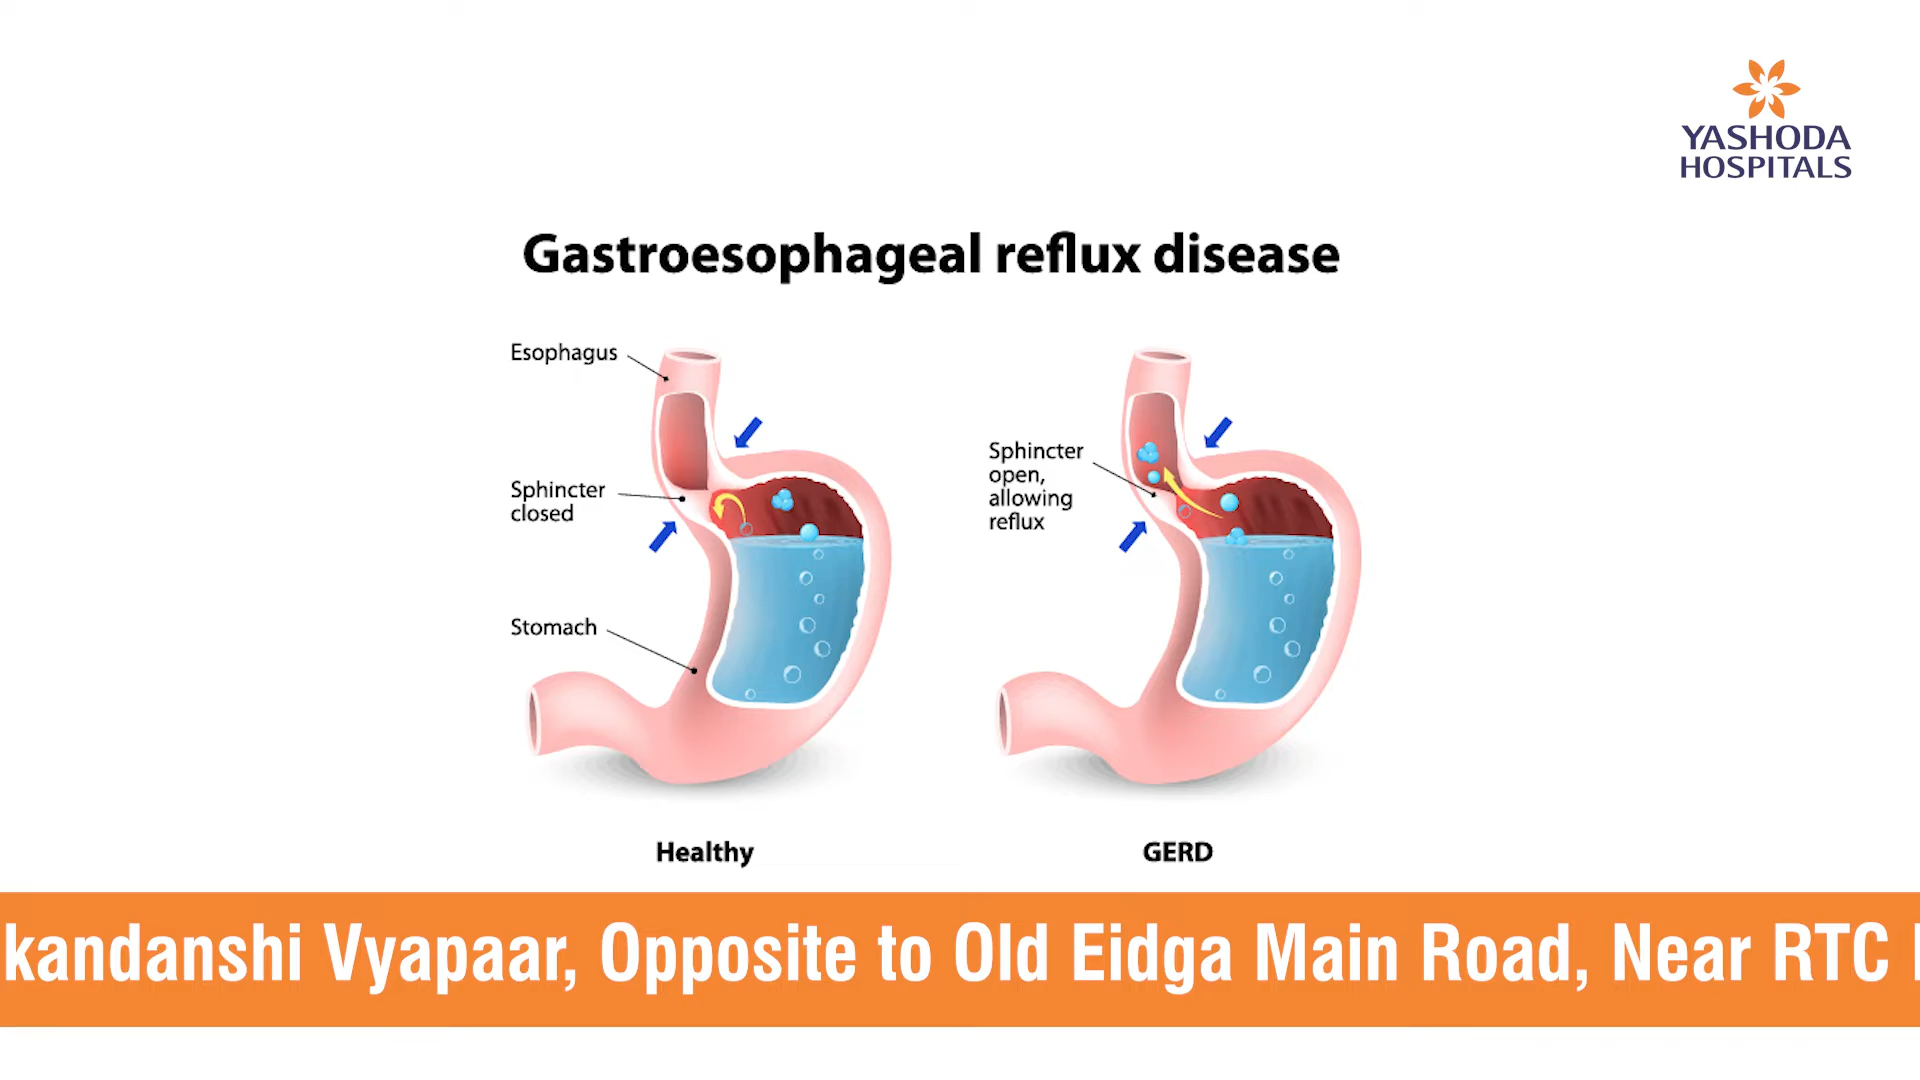 YASHODA
HOSPITALS
Gastroesophageal reflux disease
Esophagus
Sphincter
closed
Stomach
Sphincter
open,
allowing
reflux
Healthy
GERD
kandanshi Vyapaar, Opposite to Old Eidga Main Road, Near RTC